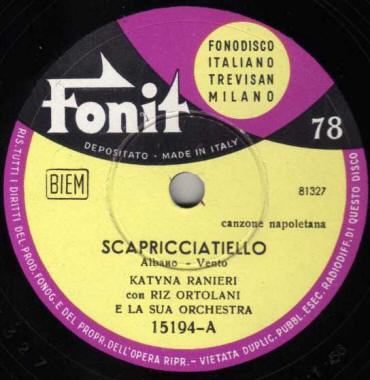 FONODISCO
ITALIANO
TREVISAN
MILANO
Fonit
78
DEPOSITATO - MADE IN ITALY
BIEM
81327
canzone napoletana
SCAPRICCIATIELLO
Albano - Vento
KATYNA RANIERI
con RIZ ORTOLANI
E LA SUA ORCHESTRA
15194-A
RIS. TUTTI I DIRITTI DEL PROD. FONOG. E DEL PROPR. DELL'OPERA RIPR. - VIETATA DUPLIC. PUBBL. ESEC. RADIODIFF. DI QUESTO DISCO